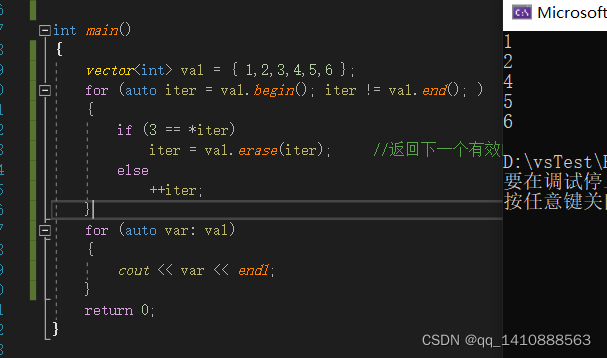 int main()
{
vector<int> val = { 1,2,3,4,5,6 };
for (auto iter = val.begin(); iter != val.end(); )
{
if (3 == *iter)
iter = val.erase(iter); //返回下一个有效
else
++iter;
}
for (auto var: val)
{
cout << var << endl;
}
return 0;
}
Microsof
1
2
4
5
6
D:\vsTest\
要在调试停
按任意键关
CSDN @qq_1410888563